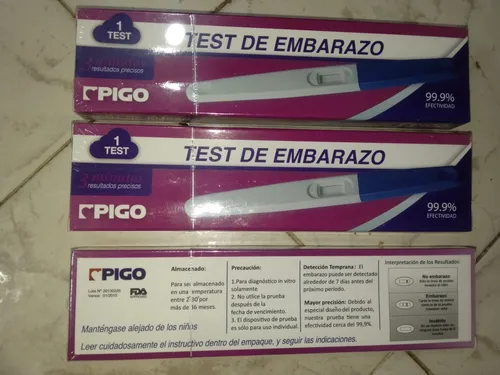 1
TEST
TEST DE EMBARAZO
2 minutos
resultados precisos
PIGO
99.9%
EFECTIVIDAD
1
TEST
TEST DE EMBARAZO
2 minutos
resultados precisos
PIGO
99.9%
EFECTIVIDAD
PIGO
FDA
Almacenado:
Para ser almacenado
en una temperatura
entre 2 30 por
más de 36 meses.
Precaución:
1.Para diagnóstico in vitro
solamente
2. No utilice la prueba
después de la
fecha de vencimiento.
3. El dispositivo de prueba
es sólo para uso individual.
Detección Temprana: El
embarazo puede ser detectado
alrededor de 7 días antes del
próximo período.
Mayor precisión: Debido al
especial diseño del producto,
nuestra prueba tiene una
efectividad cerca del 99.9%.
Interpretación de los Resultados:
No embarazo
Embarazo
Inválido
Manténgase alejado de los niños
Leer cuidadosamente el instructivo dentro del empaque, y seguir las indicaciones.